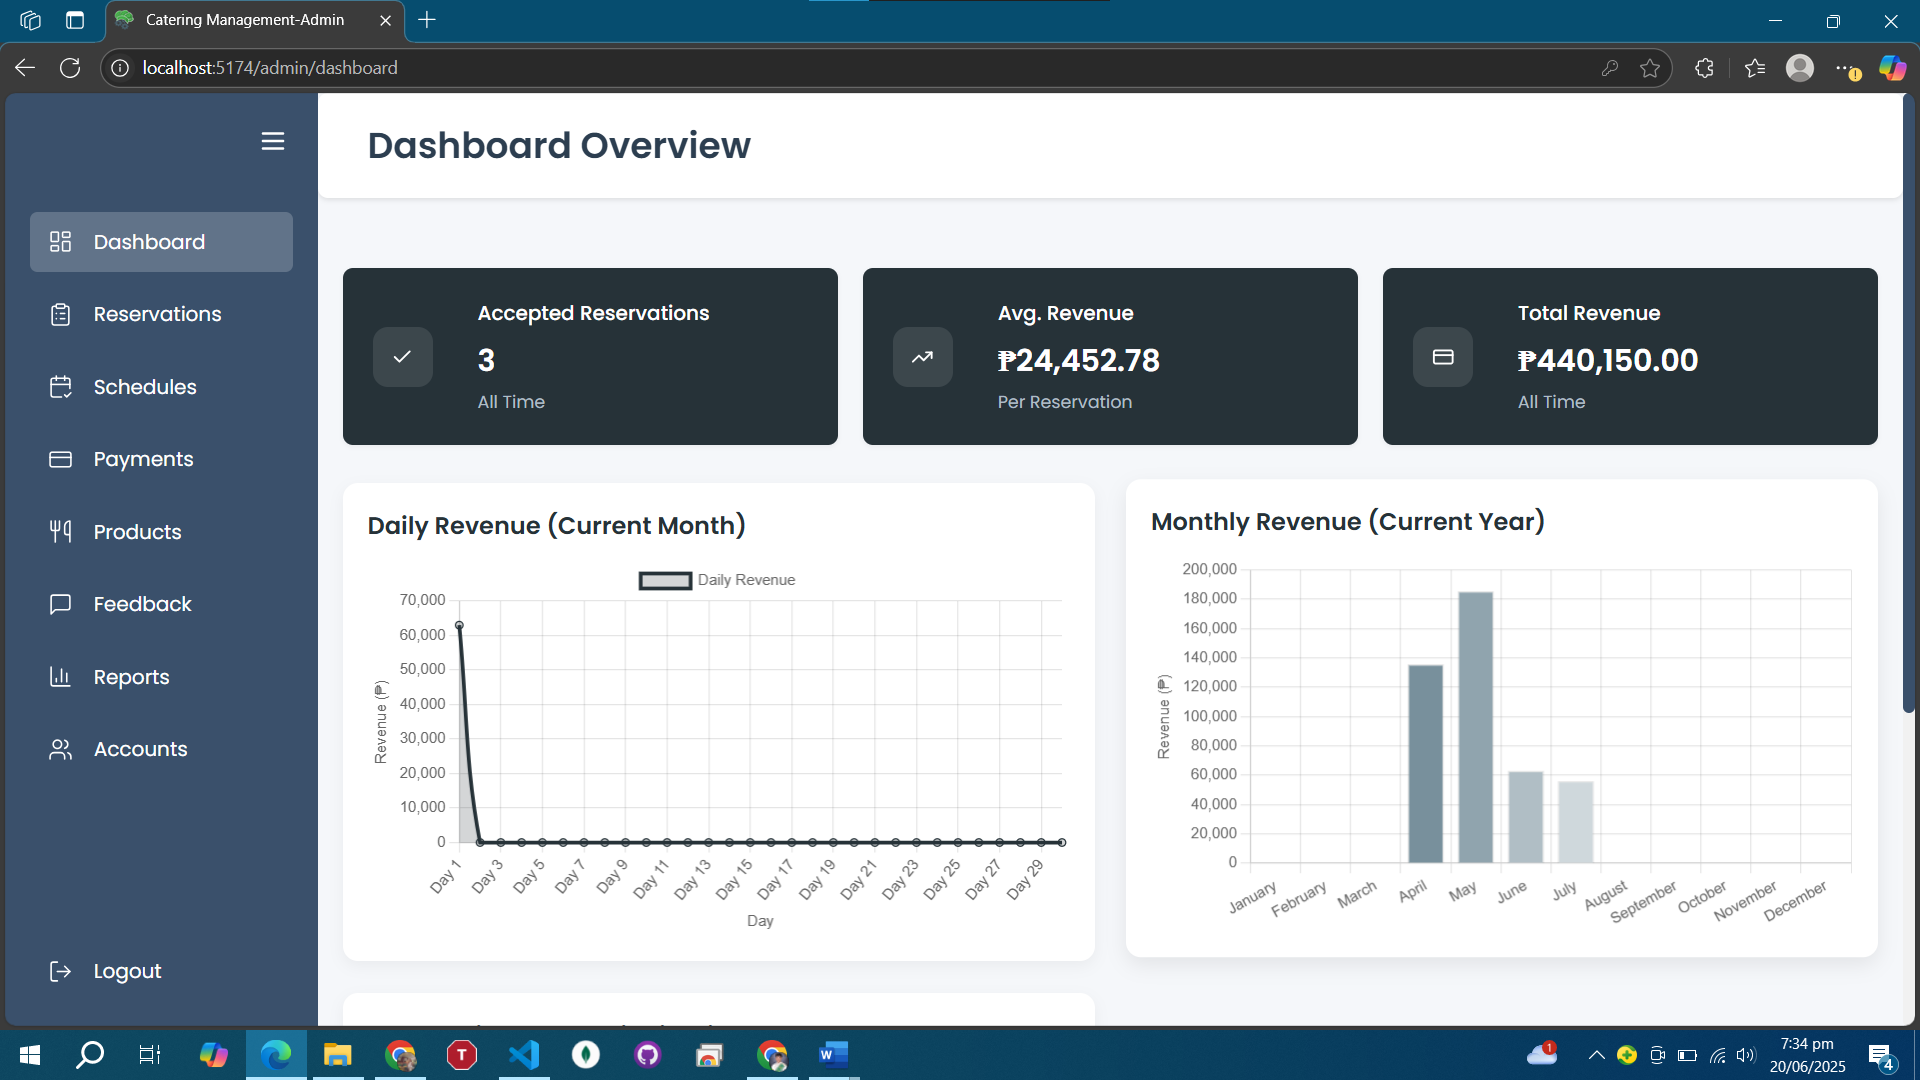 Catering Management-Admin
localhost:5174/admin/dashboard
Dashboard Overview
Dashboard
Reservations
Schedules
Payments
Products
Feedback
Reports
Accounts
Logout
Accepted Reservations
3
All Time
Avg. Revenue
₱24,452.78
Per Reservation
Total Revenue
₱440,150.00
All Time
Daily Revenue (Current Month)
Daily Revenue
70,000
60,000
50,000
40,000
30,000
20,000
10,000
0
Revenue (₱)
Day 1
Day 3
Day 5
Day 7
Day 9
Day 11
Day 13
Day 15
Day 17
Day 19
Day 21
Day 23
Day 25
Day 27
Day 29
Day
Monthly Revenue (Current Year)
200,000
180,000
160,000
140,000
120,000
100,000
80,000
60,000
40,000
20,000
0
Revenue (₱)
January
February
March
April
May
June
July
August
September
October
November
December
T
W
1
7:34 pm
20/06/2025
4